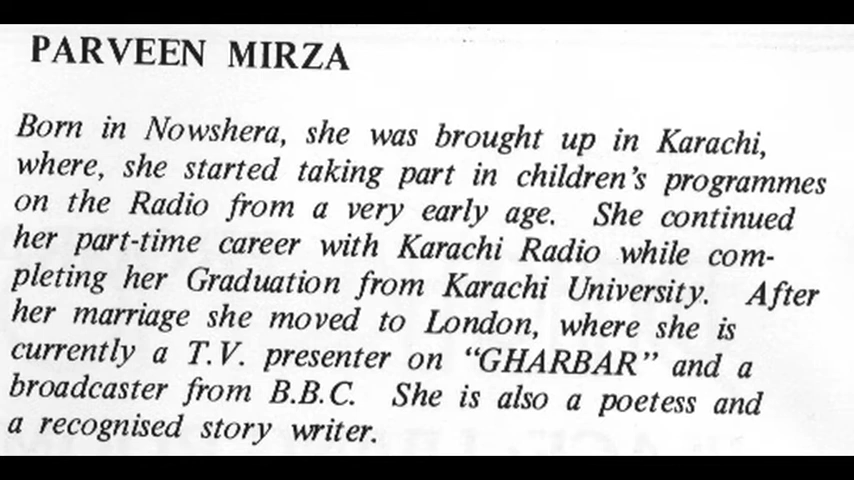 PARVEEN MIRZA
Born in Nowshera, she was brought up in Karachi,
where, she started taking part in children's programmes
on the Radio from a very early age. She continued
her part-time career with Karachi Radio while com-
pleting her Graduation from Karachi University. After
her marriage she moved to London, where she is
currently a T.V. presenter on "GHARBAR" and a
broadcaster from B.B.C. She is also a poetess and
a recognised story writer.